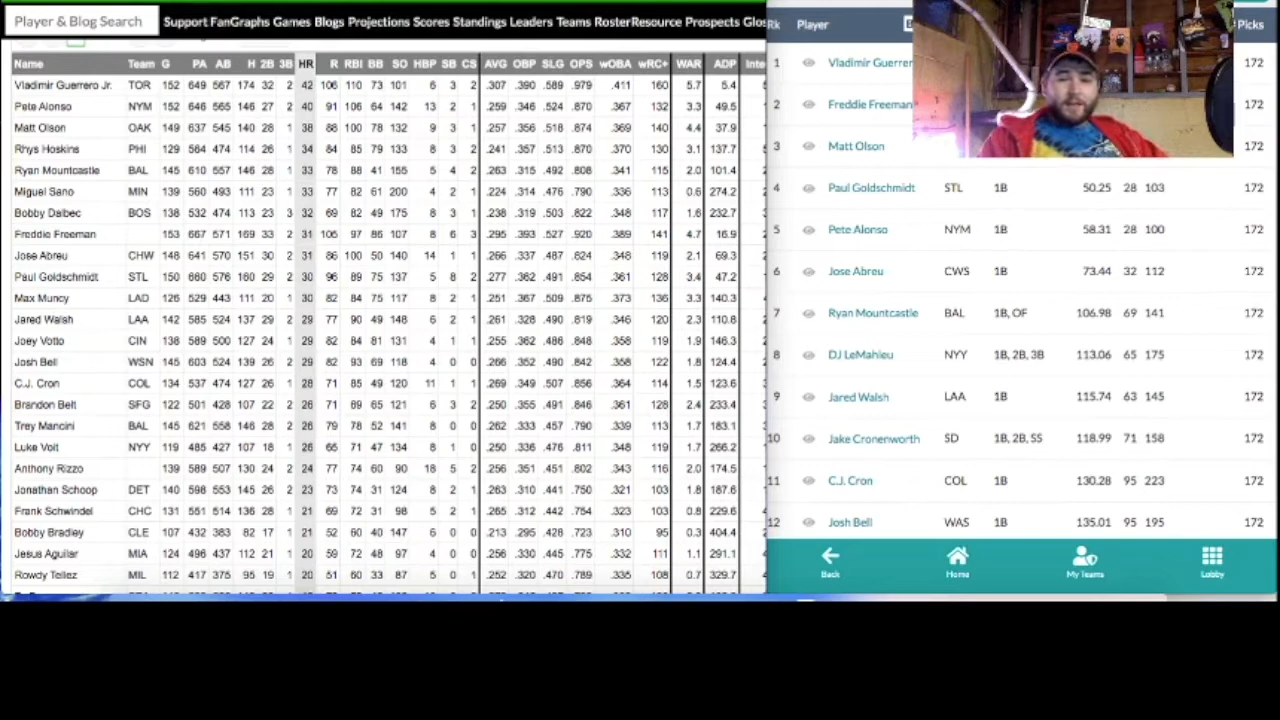 Player & Blog Search Support FanGraphs Games Blogs Projections Scores Standings Leaders Teams RosterResource Prospects Glos
Name Team G PA AB H 2B 3B HR R RBI BB SO HBP SB CS AVG OBP SLG OPS wOBA wRC+ WAR ADP Inte
Vladimir Guerrero Jr. TOR 152 649 567 174 32 2 42 106 110 73 101 6 3 2 .307 .390 .589 .979 .411 160 5.7 5.4
Pete Alonso NYM 152 646 565 146 27 2 40 91 106 64 142 13 2 1 .259 .346 .524 .870 .367 132 3.3 49.5
Matt Olson OAK 149 637 545 140 28 1 38 88 100 78 132 9 3 1 .257 .356 .518 .874 .369 140 4.4 37.9
Rhys Hoskins PHI 129 564 474 114 26 1 34 84 85 79 133 8 3 2 .241 .357 .513 .870 .370 130 3.1 137.7
Ryan Mountcastle BAL 145 610 557 146 28 1 33 78 88 41 155 5 4 2 .263 .315 .492 .808 .341 115 2.0 101.4
Miguel Sano MIN 139 560 493 111 23 1 33 77 82 61 200 4 2 1 .224 .314 .476 .790 .336 113 0.6 274.2
Bobby Dalbec BOS 138 532 474 113 23 3 32 69 82 49 175 8 3 1 .238 .319 .503 .822 .348 117 1.6 232.7
Freddie Freeman 153 667 571 169 33 2 31 106 97 86 107 8 6 3 .295 .393 .527 .920 .389 141 4.7 16.9
Jose Abreu CHW 148 641 570 151 30 2 31 86 100 50 140 14 1 1 .266 .337 .487 .824 .348 119 2.1 69.3
Paul Goldschmidt STL 150 660 576 160 29 2 30 96 89 75 137 5 8 2 .277 .362 .491 .854 .361 128 3.4 47.2
Max Muncy LAD 126 529 443 111 20 1 30 82 84 75 117 8 2 1 .251 .367 .509 .875 .373 136 3.3 140.3
Jared Walsh LAA 142 585 524 137 29 2 29 77 90 49 148 6 2 1 .261 .328 .490 .819 .346 120 2.3 110.8
Joey Votto CIN 138 589 500 127 24 1 29 82 84 81 131 4 1 1 .255 .362 .486 .848 .358 119 1.9 146.3
Josh Bell WSN 145 603 524 139 26 2 29 82 93 69 118 4 0 0 .266 .352 .490 .842 .358 122 1.8 124.4
C.J. Cron COL 134 537 474 127 26 1 28 71 85 49 120 11 1 1 .269 .349 .507 .856 .364 114 1.5 123.6
Brandon Belt SFG 122 501 428 107 22 2 26 71 69 65 121 6 3 2 .250 .355 .491 .846 .361 128 2.4 233.4
Trey Mancini BAL 145 621 558 146 28 2 26 79 78 52 141 8 0 0 .262 .333 .457 .790 .339 113 1.7 183.1
Luke Voit NYY 119 485 427 107 18 1 26 65 71 47 134 8 1 0 .250 .336 .476 .811 .348 119 1.7 266.2
Anthony Rizzo 139 589 507 130 24 2 24 77 74 60 90 18 5 2 .256 .351 .451 .802 .343 116 2.0 174.5
Jonathan Schoop DET 140 598 553 145 26 2 23 73 74 31 124 8 2 1 .263 .310 .441 .750 .321 103 1.8 187.6
Frank Schwindel CHC 131 551 514 136 28 1 21 69 72 31 98 5 2 2 .265 .312 .442 .754 .323 103 0.8 229.6
Bobby Bradley CLE 107 432 383 82 17 1 21 52 60 40 147 6 0 0 .213 .295 .428 .723 .310 95 0.3 404.4
Jesus Aguilar MIA 124 496 437 112 21 1 20 59 72 48 97 4 0 0 .256 .330 .445 .775 .332 111 1.1 291.1
Rowdy Tellez MIL 112 417 375 95 19 1 20 51 60 33 87 5 0 1 .252 .320 .470 .789 .335 108 0.7 329.7
Rk Player Picks
1 Vladimir Guerrer 172
2 Freddie Freeman 172
3 Matt Olson 172
4 Paul Goldschmidt STL 1B 50.25 28 103 172
5 Pete Alonso NYM 1B 58.31 28 100 172
6 Jose Abreu CWS 1B 73.44 32 112 172
7 Ryan Mountcastle BAL 1B, OF 106.98 69 141 172
8 DJ LeMahieu NYY 1B, 2B, 3B 113.06 65 175 172
9 Jared Walsh LAA 1B 115.74 63 145 172
10 Jake Cronenworth SD 1B, 2B, SS 118.99 71 158 172
11 C.J. Cron COL 1B 130.28 95 223 172
12 Josh Bell WAS 1B 135.01 95 195 172
Back Home My Teams Lobby